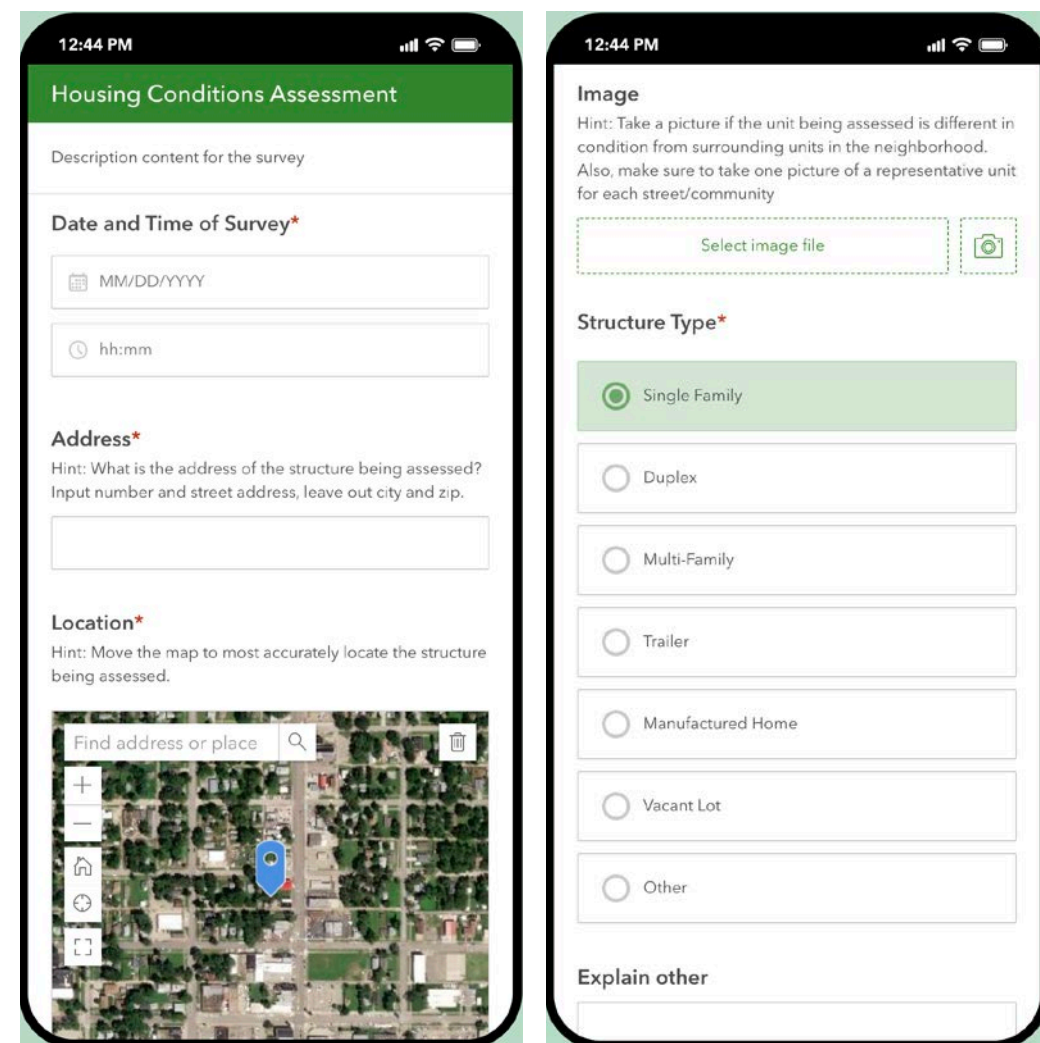 12:44 PM
Housing Conditions Assessment
Description content for the survey
Date and Time of Survey*
MM/DD/YYYY
hh:mm
Address*
Hint: What is the address of the structure being assessed?
Input number and street address, leave out city and zip.
Location*
Hint: Move the map to most accurately locate the structure
being assessed.
Find address or place
12:44 PM
Image
Hint: Take a picture if the unit being assessed is different in
condition from surrounding units in the neighborhood.
Also, make sure to take one picture of a representative unit
for each street/community
Select image file
Structure Type*
Single Family
Duplex
Multi-Family
Trailer
Manufactured Home
Vacant Lot
Other
Explain other